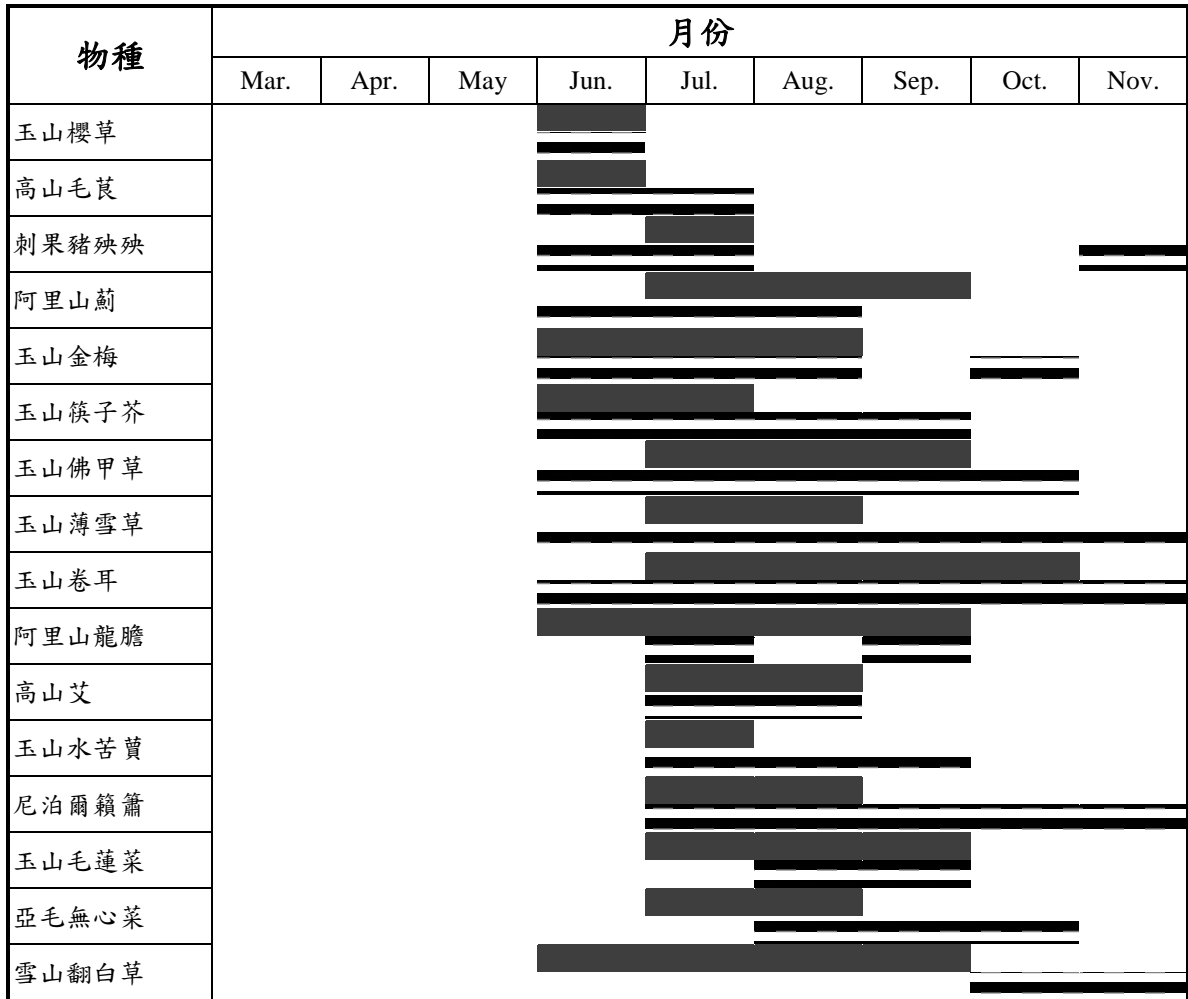 物種
月份
Mar. Apr. May Jun. Jul. Aug. Sep. Oct. Nov.
玉山櫻草
高山毛茛
刺果豬殃殃
阿里山薊
玉山金梅
玉山筷子芥
玉山佛甲草
玉山薄雪草
玉山卷耳
阿里山龍膽
高山艾
玉山水苦蕒
尼泊爾籟簫
玉山毛蓮菜
亞毛無心菜
雪山翻白草